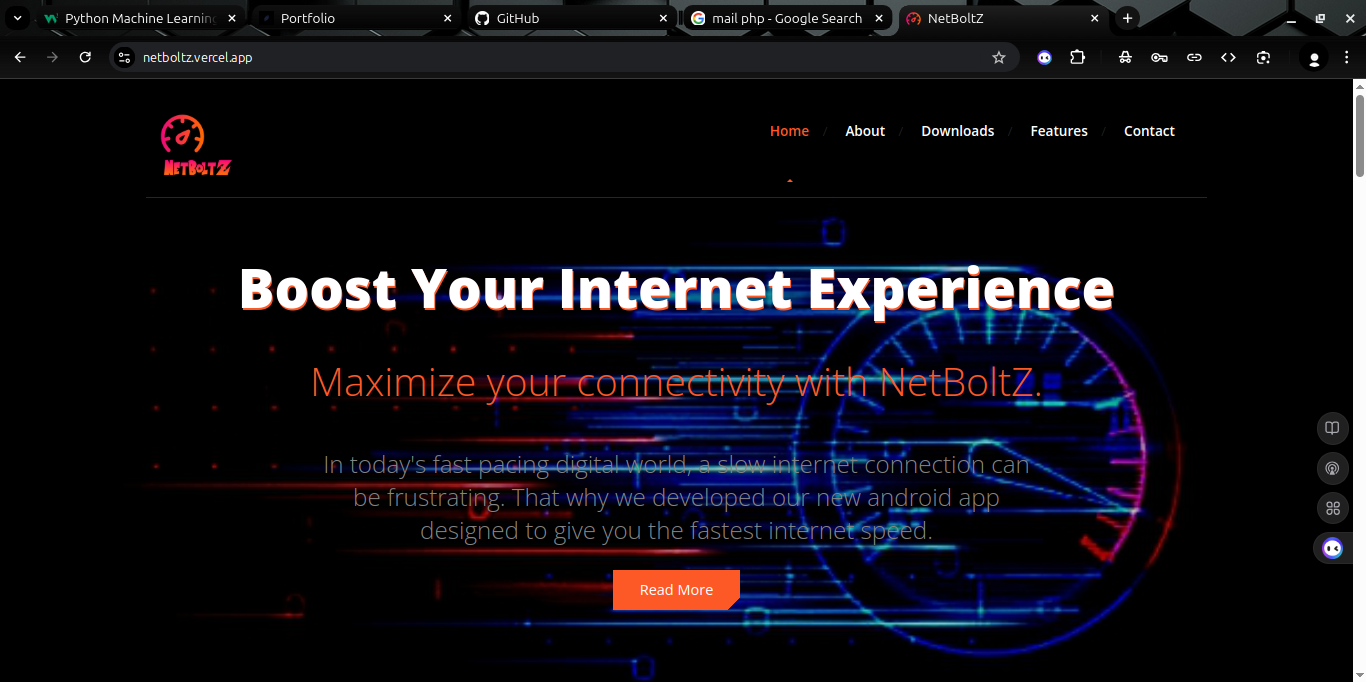 Python Machine Learning
Portfolio
GitHub
mail php - Google Search
NetBoltZ
netboltz.vercel.app
NETBOLTZ
Home / About / Downloads / Features / Contact
Boost Your Internet Experience
Maximize your connectivity with NetBoltZ.
In today's fast pacing digital world, a slow internet connection can
be frustrating. That why we developed our new android app
designed to give you the fastest internet speed.
Read More